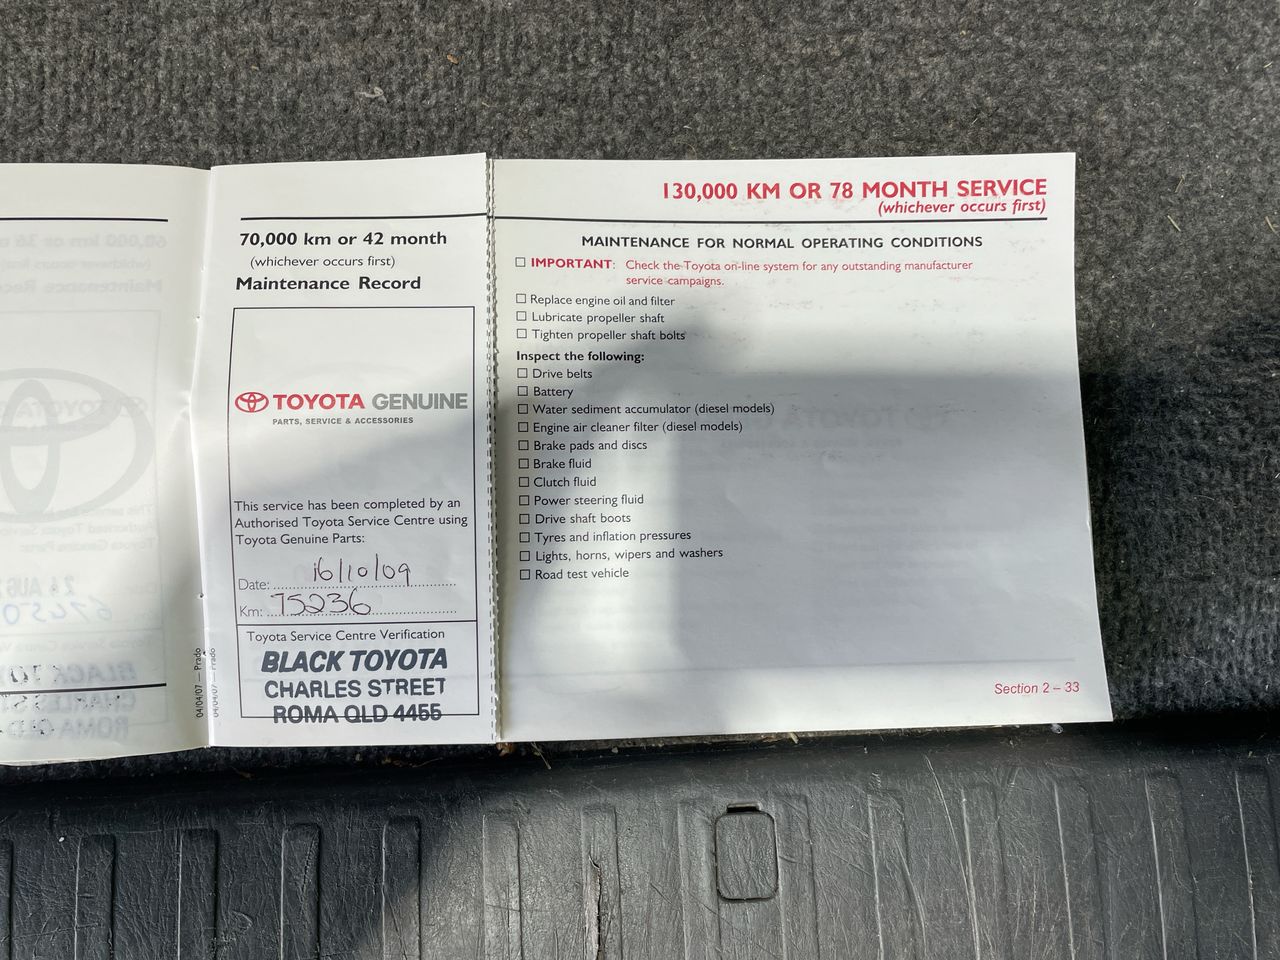 70,000 km or 42 month
(whichever occurs first)
Maintenance Record
TOYOTA GENUINE
PARTS, SERVICE & ACCESSORIES
This service has been completed by an
Authorised Toyota Service Centre using
Toyota Genuine Parts:
Date: 16/10/09
Km: 75236
Toyota Service Centre Verification
BLACK TOYOTA
CHARLES STREET
ROMA QLD 4455
04/04/07 — Prado
04/04/07 — Prado
130,000 KM OR 78 MONTH SERVICE
(whichever occurs first)
MAINTENANCE FOR NORMAL OPERATING CONDITIONS
☐ IMPORTANT: Check the Toyota on-line system for any outstanding manufacturer
service campaigns.
☐ Replace engine oil and filter
☐ Lubricate propeller shaft
☐ Tighten propeller shaft bolts
Inspect the following:
☐ Drive belts
☐ Battery
☐ Water sediment accumulator (diesel models)
☐ Engine air cleaner filter (diesel models)
☐ Brake pads and discs
☐ Brake fluid
☐ Clutch fluid
☐ Power steering fluid
☐ Drive shaft boots
☐ Tyres and inflation pressures
☐ Lights, horns, wipers and washers
☐ Road test vehicle
Section 2 – 33